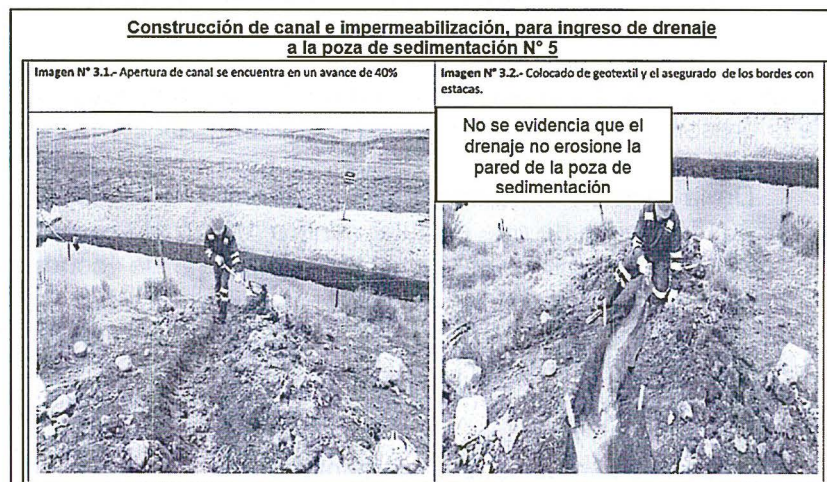 Construcción de canal e impermeabilización, para ingreso de drenaje
a la poza de sedimentación N° 5
Imagen N° 3.1.- Apertura de canal se encuentra en un avance de 40%
Imagen N° 3.2.- Colocado de geotextil y el asegurado de los bordes con
estacas.
No se evidencia que el
drenaje no erosione la
pared de la poza de
sedimentación